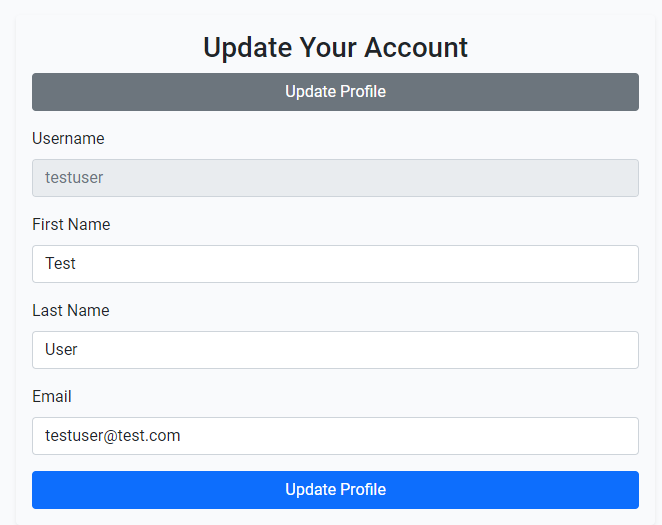 Update Your Account
Update Profile
Username
testuser
First Name
Test
Last Name
User
Email
testuser@test.com
Update Profile